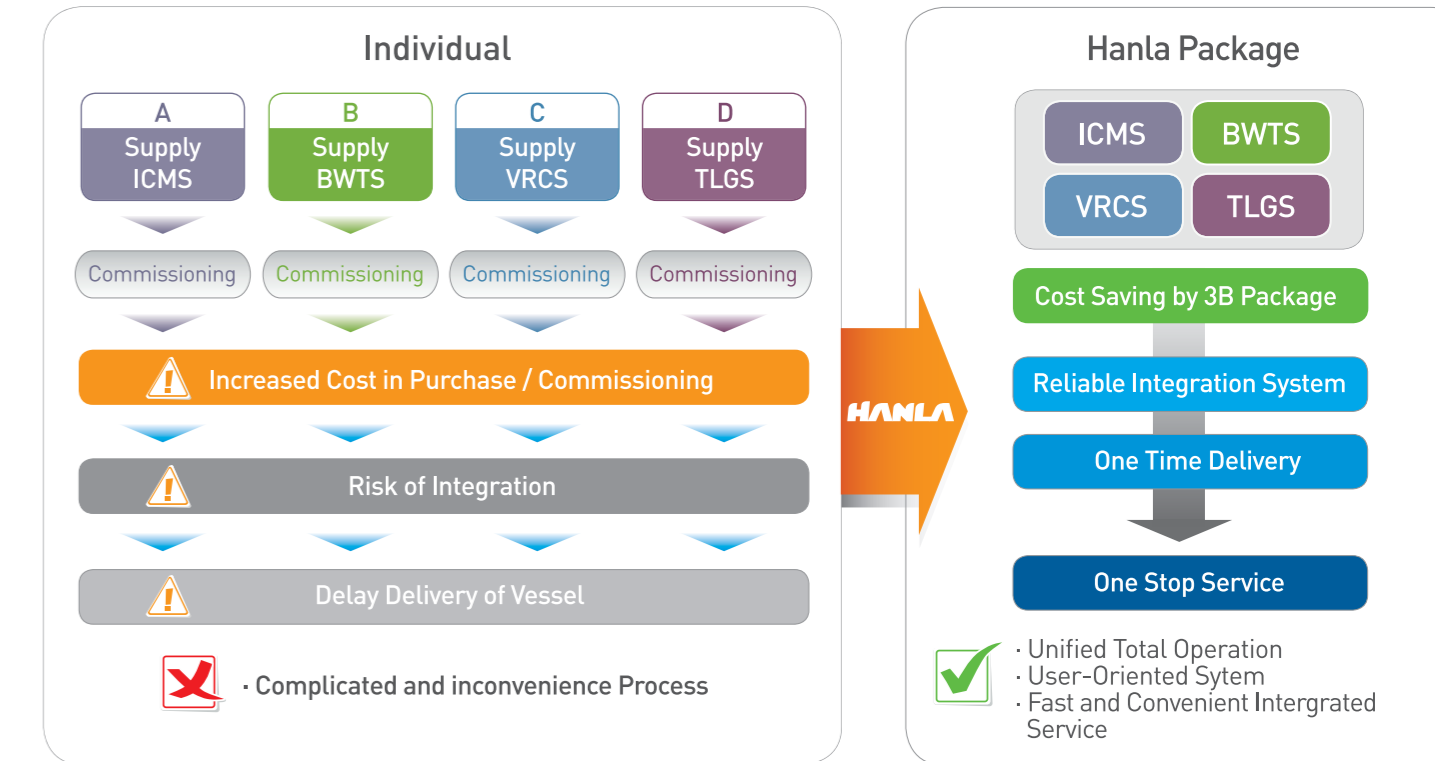 Individual
A
Supply
ICMS
B
Supply
BWTS
C
Supply
VRCS
D
Supply
TLGS
Commissioning
Commissioning
Commissioning
Commissioning
Increased Cost in Purchase / Commissioning
Risk of Integration
Delay Delivery of Vessel
· Complicated and inconvenience Process
HANLA
Hanla Package
ICMS
BWTS
VRCS
TLGS
Cost Saving by 3B Package
Reliable Integration System
One Time Delivery
One Stop Service
· Unified Total Operation
· User-Oriented Sytem
· Fast and Convenient Intergrated
Service